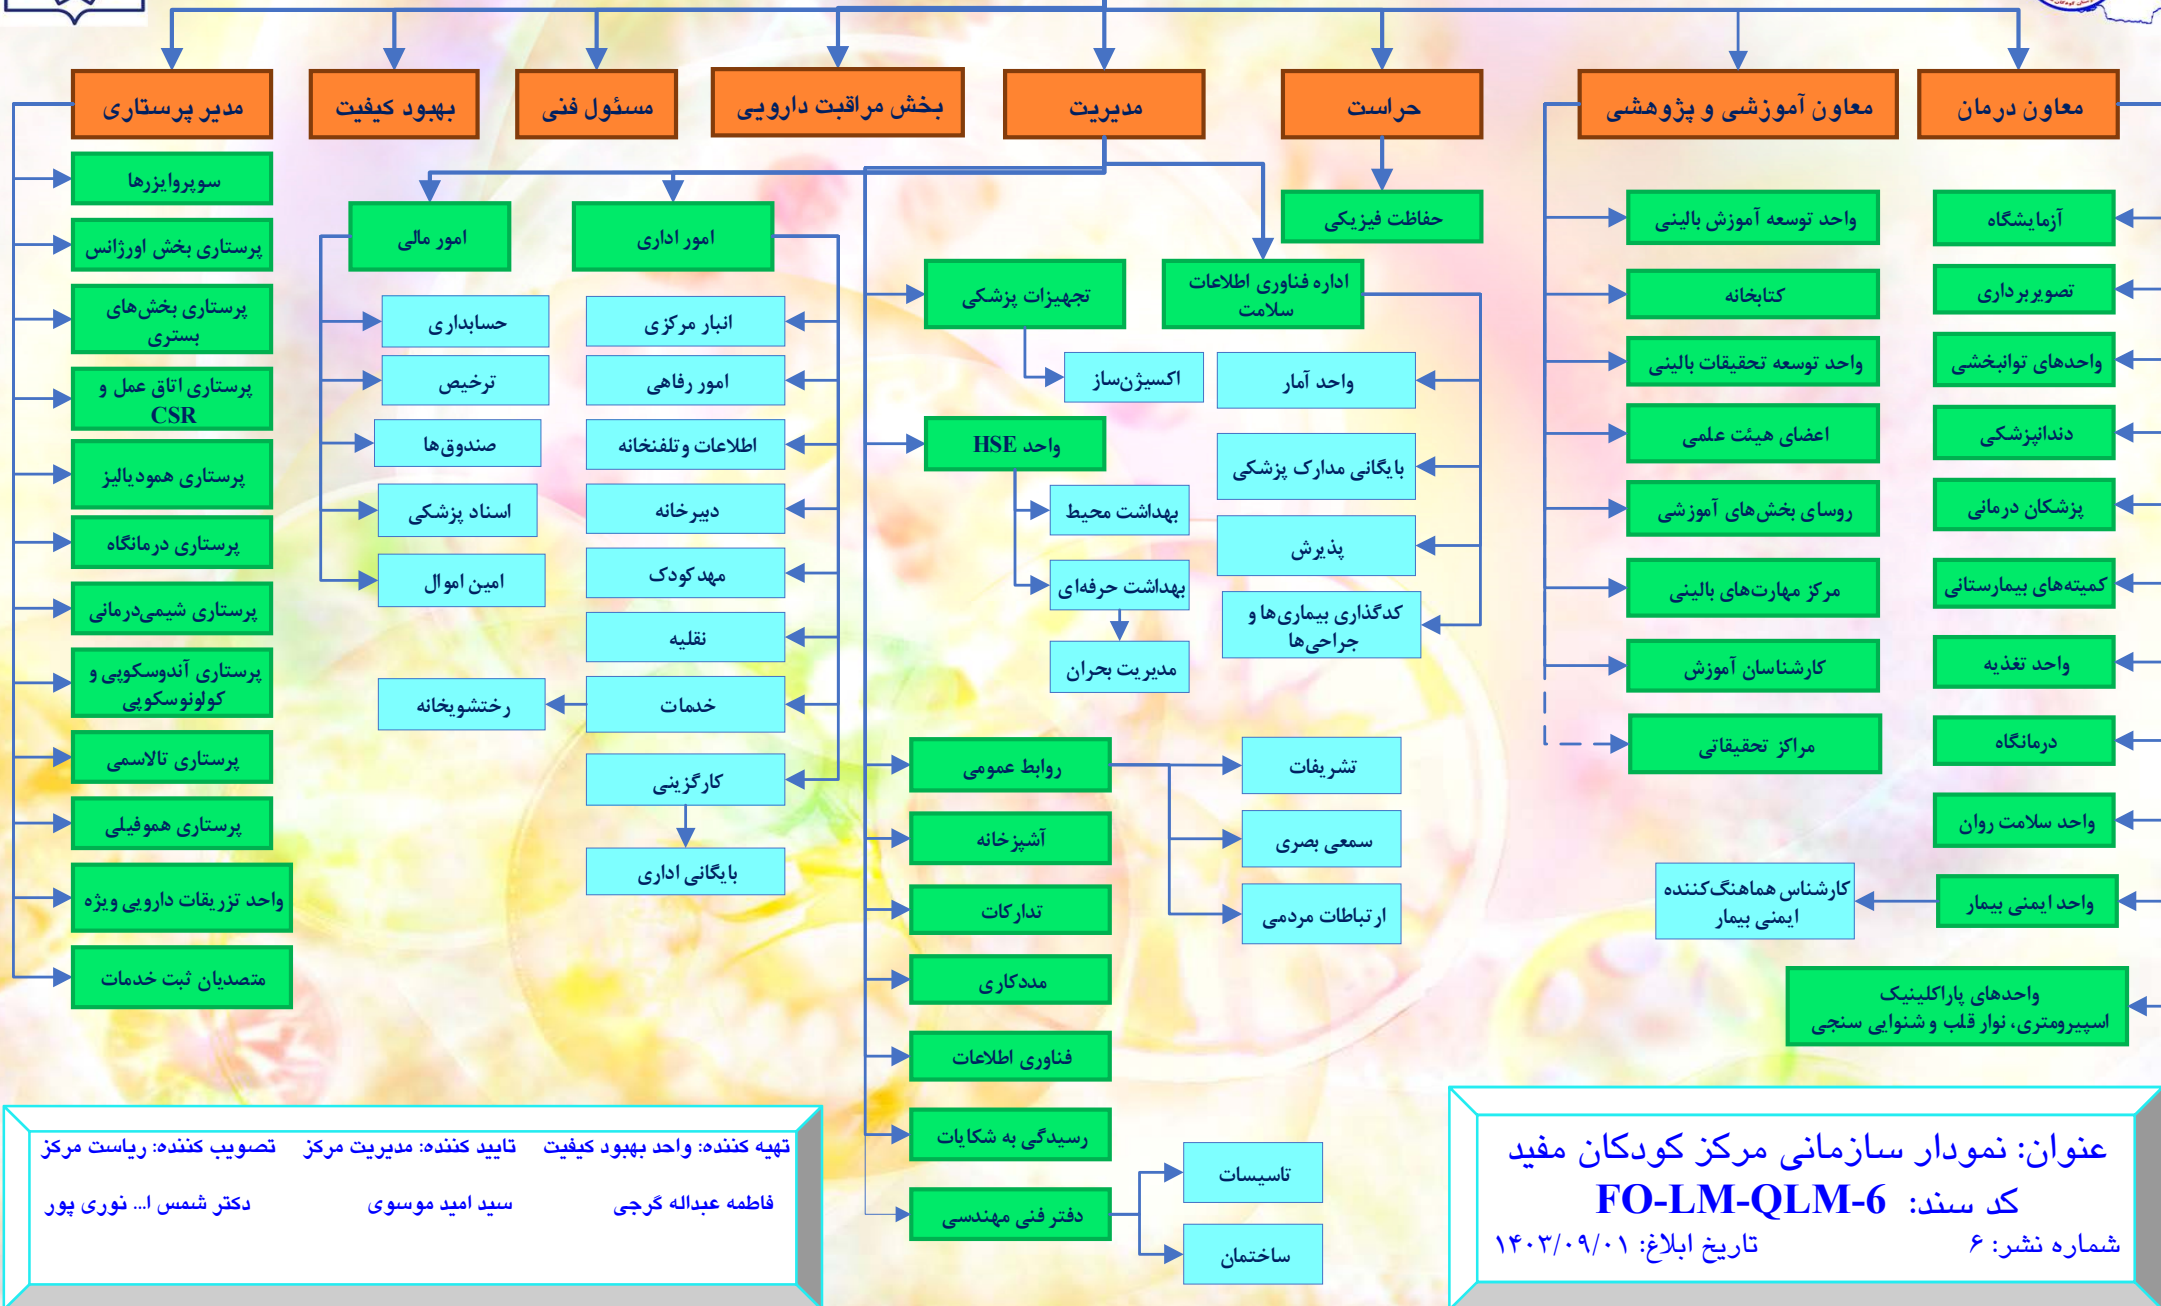 معاون درمان
معاون آموزشی و پژوهشی
حراست
مدیریت
بخش مراقبت دارویی
مسئول فنی
بهبود کیفیت
مدیر پرستاری
آزمایشگاه
تصویربرداری
واحدهای توانبخشی
دندانپزشکی
پزشکان درمانی
کمیته‌های بیمارستانی
واحد تغذیه
درمانگاه
واحد سلامت روان
واحد ایمنی بیمار
کارشناس هماهنگ‌کننده
ایمنی بیمار
واحدهای پاراکلینیک
اسپیرومتری، نوار قلب و شنوایی سنجی
واحد توسعه آموزش بالینی
کتابخانه
واحد توسعه تحقیقات بالینی
اعضای هیئت علمی
روسای بخش‌های آموزشی
مرکز مهارت‌های بالینی
کارشناسان آموزش
مراکز تحقیقاتی
حفاظت فیزیکی
اداره فناوری اطلاعات
سلامت
واحد آمار
بایگانی مدارک پزشکی
پذیرش
کدگذاری بیماری‌ها و
جراحی‌ها
تجهیزات پزشکی
اکسیژن‌ساز
واحد HSE
بهداشت محیط
بهداشت حرفه‌ای
مدیریت بحران
روابط عمومی
تشریفات
سمعی بصری
ارتباطات مردمی
آشپزخانه
تدارکات
مددکاری
فناوری اطلاعات
رسیدگی به شکایات
دفتر فنی مهندسی
تاسیسات
ساختمان
امور اداری
انبار مرکزی
امور رفاهی
اطلاعات وتلفنخانه
دبیرخانه
مهدکودک
نقلیه
خدمات
رختشویخانه
کارگزینی
بایگانی اداری
امور مالی
حسابداری
ترخیص
صندوق‌ها
اسناد پزشکی
امین اموال
سوپروایزرها
پرستاری بخش اورژانس
پرستاری بخش‌های
بستری
پرستاری اتاق عمل و
CSR
پرستاری همودیالیز
پرستاری درمانگاه
پرستاری شیمی‌درمانی
پرستاری آندوسکوپی و
کولونوسکوپی
پرستاری تالاسمی
پرستاری هموفیلی
واحد تزریقات دارویی ویژه
متصدیان ثبت خدمات
عنوان: نمودار سازمانی مرکز کودکان مفید
کد سند: FO-LM-QLM-6
شماره نشر: ۶ تاریخ ابلاغ: ۱۴۰۳/۰۹/۰۱
تهیه کننده: واحد بهبود کیفیت تایید کننده: مدیریت مرکز تصویب کننده: ریاست مرکز
فاطمه عبداله گرجی سید امید موسوی دکتر شمس ا... نوری پور